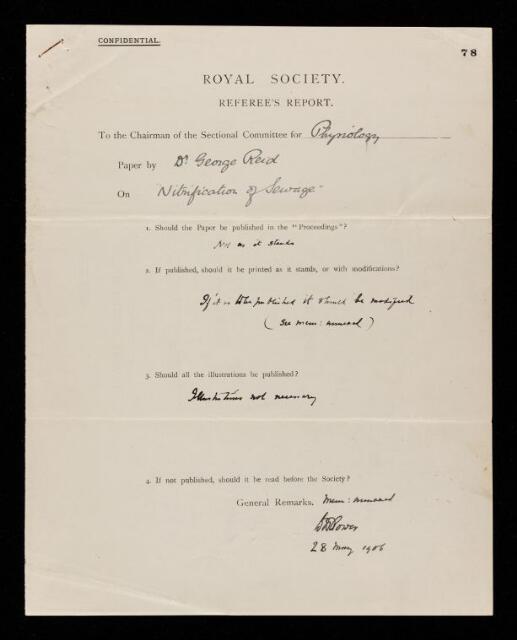 CONFIDENTIAL.
78
ROYAL SOCIETY.
REFEREE'S REPORT.
To the Chairman of the Sectional Committee for Physiology
Paper by Dr George Reid
On "Nitrification of Sewage"
1. Should the Paper be published in the "Proceedings"?
Not as it stands
2. If published, should it be printed as it stands, or with modifications?
If it is to be published it should be modified
(see mem: annexed)
3. Should all the illustrations be published?
Illustrations not necessary
4. If not published, should it be read before the Society?
General Remarks. Mem: annexed
Power
28 May 1906